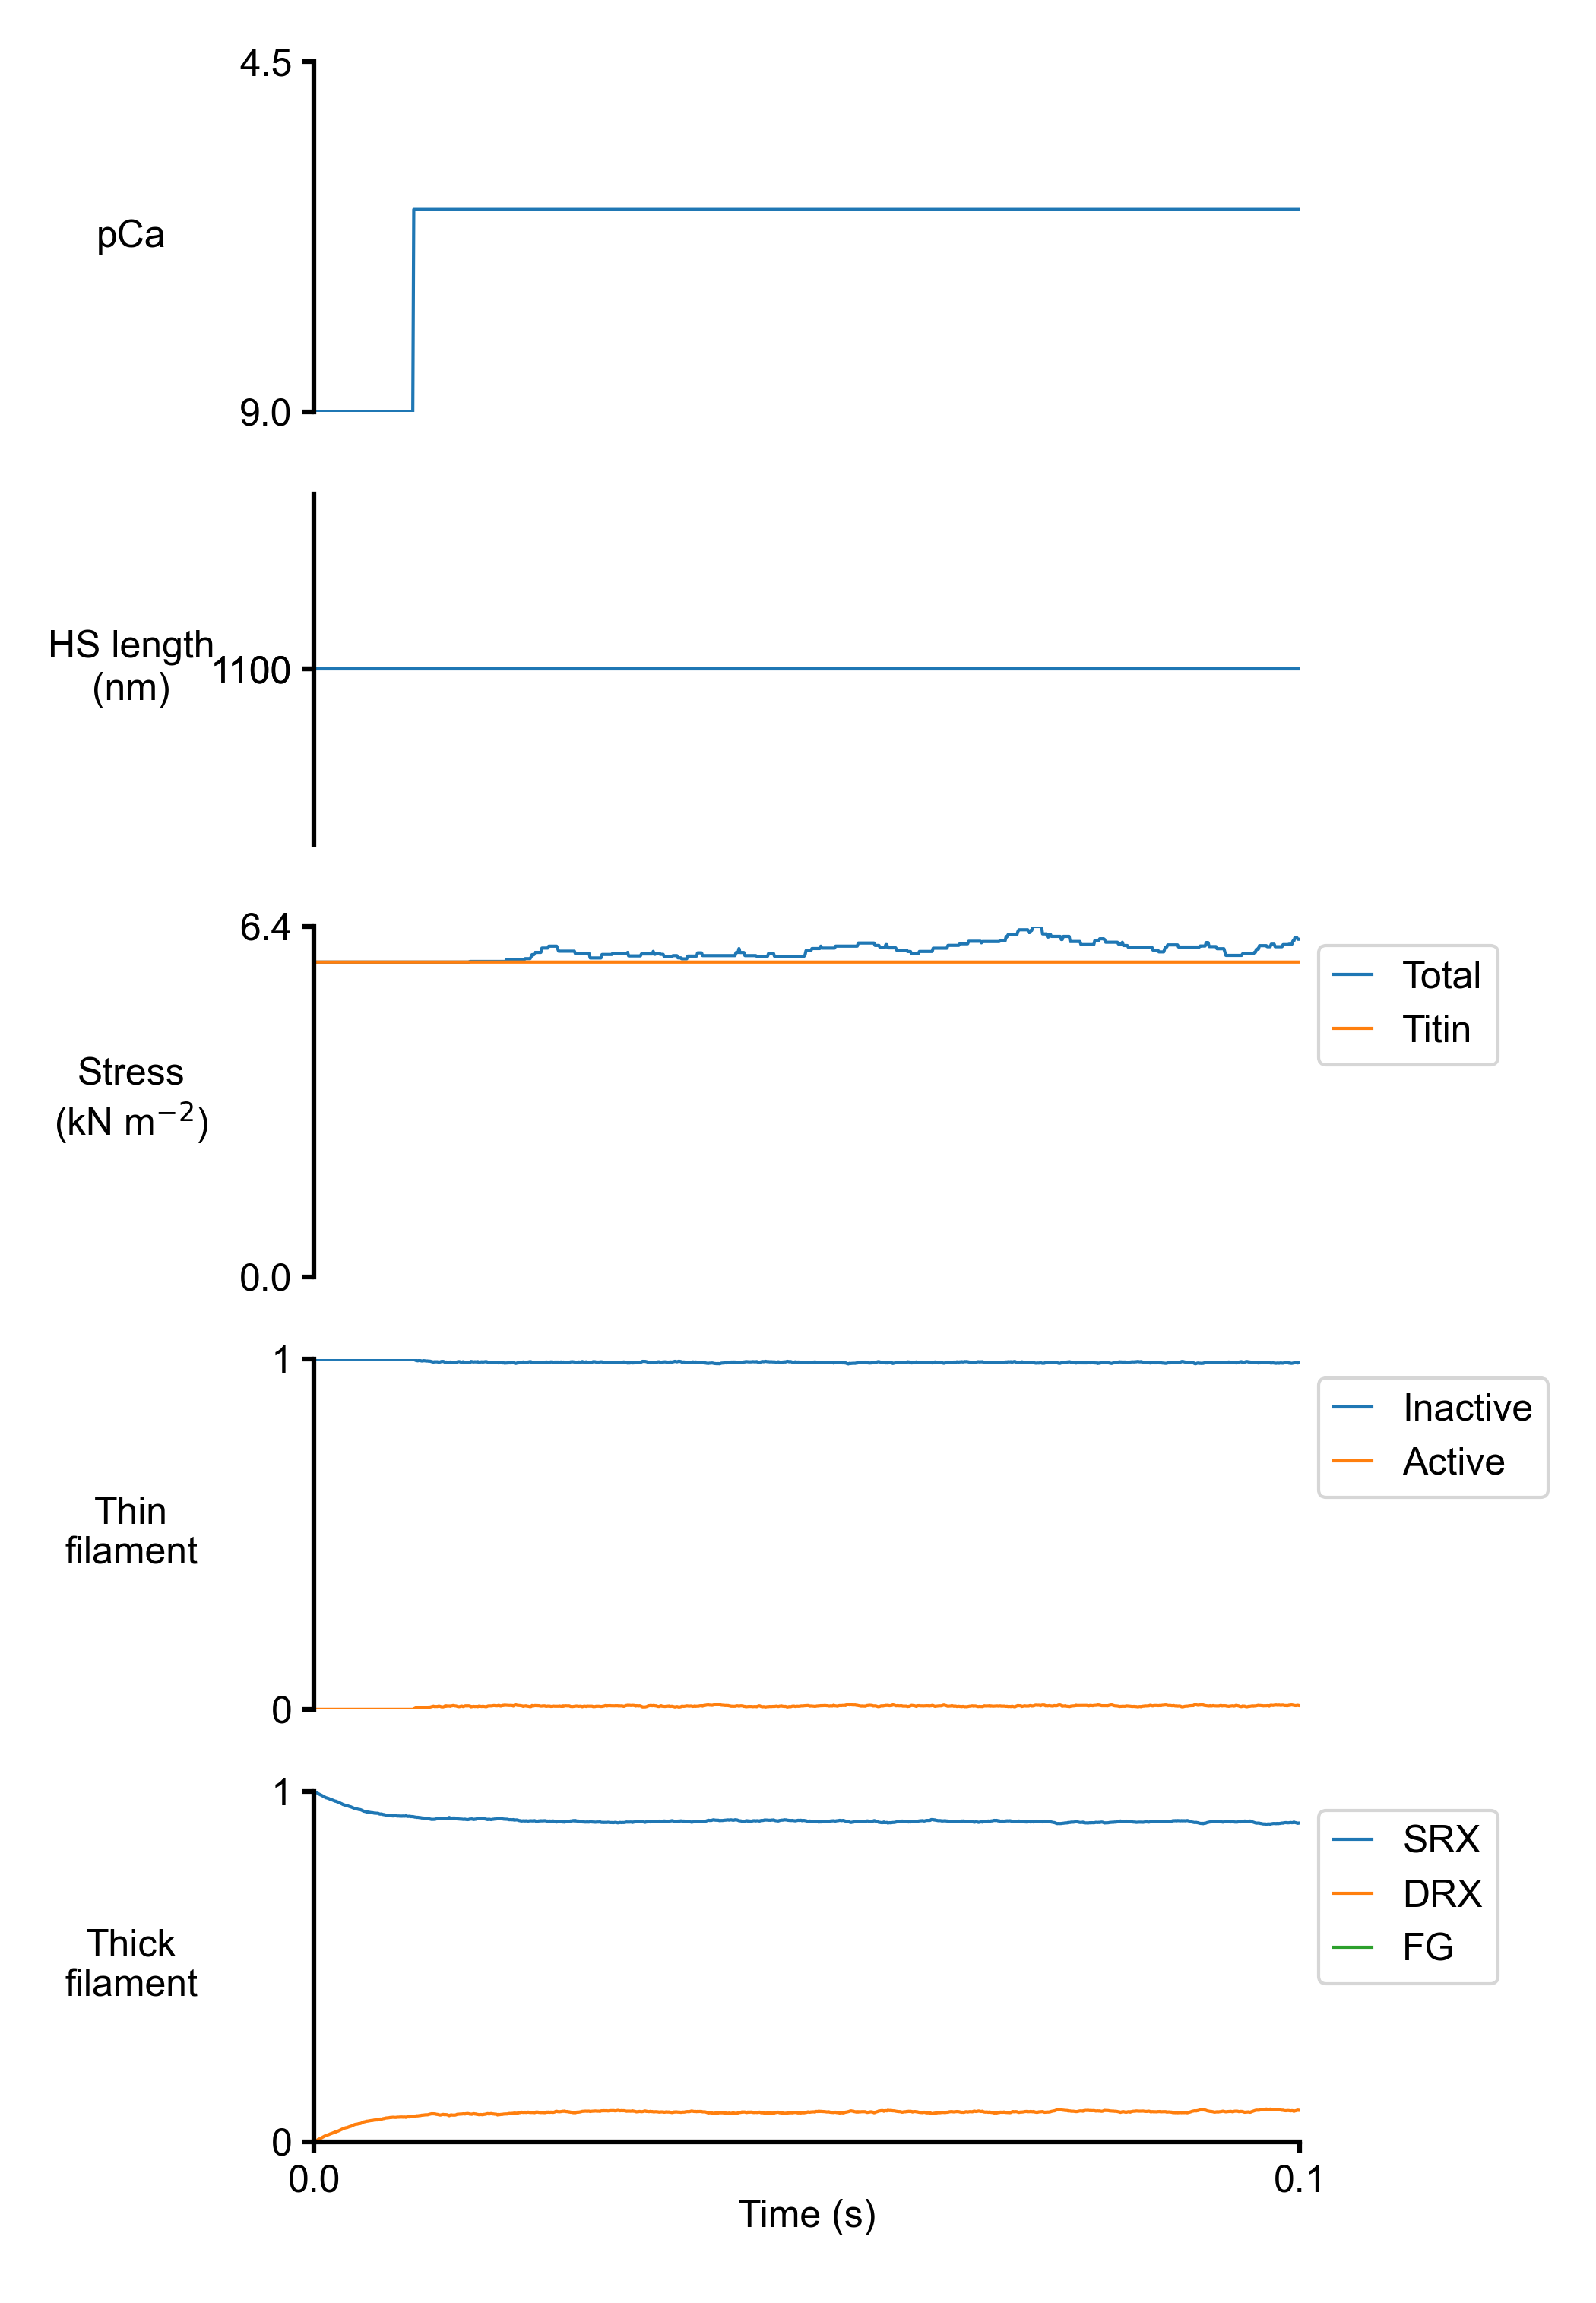 4.5
pCa
9.0
HS length
(nm)
1100
6.4
Total
Titin
Stress
(kN m⁻²)
0.0
1
Inactive
Active
Thin
filament
0
1
SRX
DRX
FG
Thick
filament
0
0.0
0.1
Time (s)